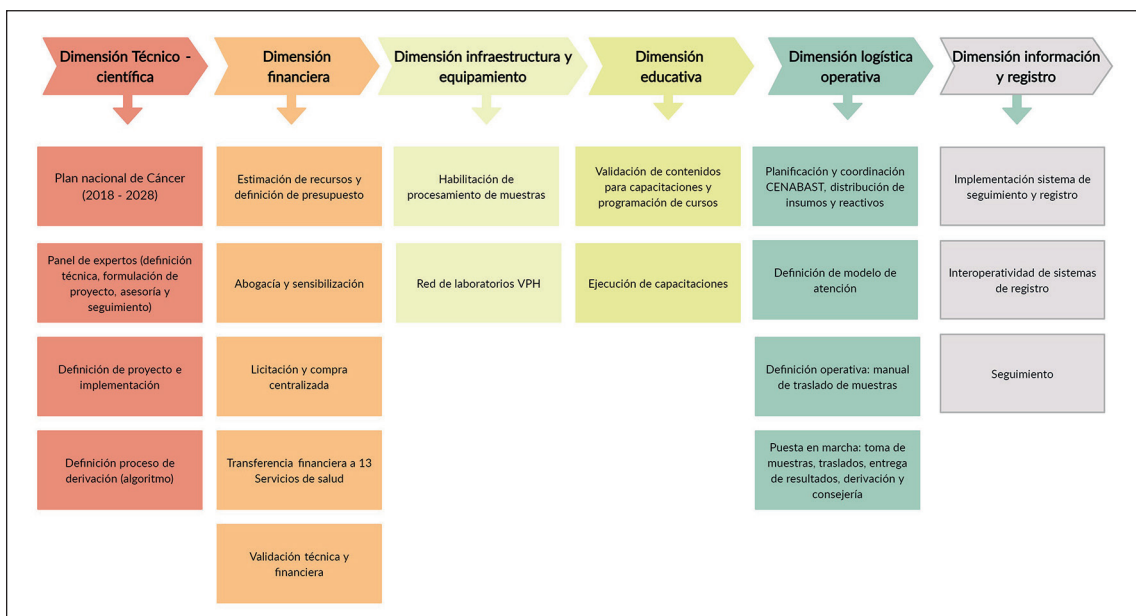 Dimensión Técnico -
científica
Dimensión
financiera
Dimensión infraestructura y
equipamiento
Dimensión
educativa
Dimensión logística
operativa
Dimensión información
y registro
Plan nacional de Cáncer
(2018 - 2028)
Panel de expertos (definición
técnica, formulación de
proyecto, asesoría y
seguimiento)
Definición de proyecto e
implementación
Definición proceso de
derivación (algoritmo)
Estimación de recursos y
definición de presupuesto
Abogacía y sensibilización
Licitación y compra
centralizada
Transferencia financiera a 13
Servicios de salud
Validación técnica y
financiera
Habilitación de
procesamiento de muestras
Red de laboratorios VPH
Validación de contenidos
para capacitaciones y
programación de cursos
Ejecución de capacitaciones
Planificación y coordinación
CENABAST, distribución de
insumos y reactivos
Definición de modelo de
atención
Definición operativa: manual
de traslado de muestras
Puesta en marcha: toma de
muestras, traslados, entrega
de resultados, derivación y
consejería
Implementación sistema de
seguimiento y registro
Interoperatividad de sistemas
de registro
Seguimiento